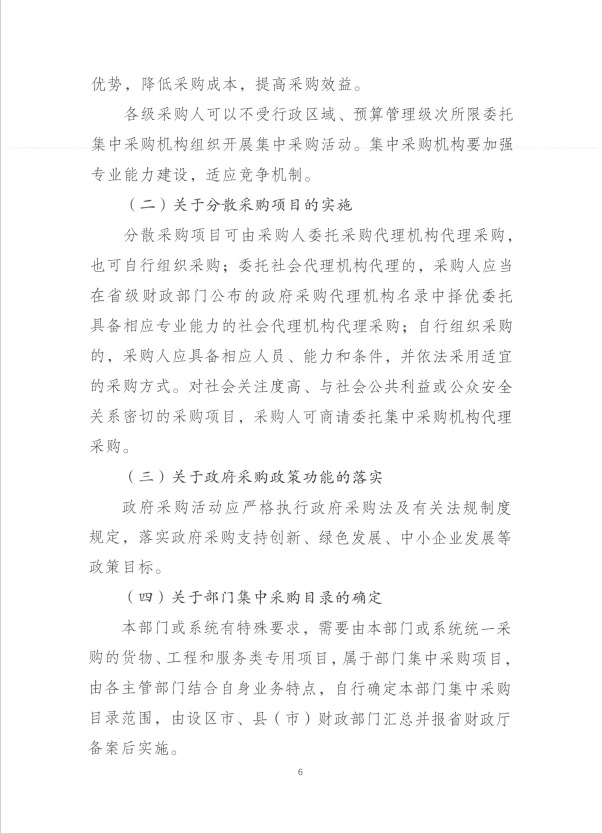 优势，降低采购成本，提高采购效益。
各级采购人可以不受行政区域、预算管理级次所限委托
集中采购机构组织开展集中采购活动。集中采购机构要加强
专业能力建设，适应竞争机制。
（二）关于分散采购项目的实施
分散采购项目可由采购人委托采购代理机构代理采购，
也可自行组织采购；委托社会代理机构代理的，采购人应当
在省级财政部门公布的政府采购代理机构名录中择优委托
具备相应专业能力的社会代理机构代理采购；自行组织采购
的，采购人应具备相应人员、能力和条件，并依法采用适宜
的采购方式。对社会关注度高、与社会公共利益或公众安全
关系密切的采购项目，采购人可商请委托集中采购机构代理
采购。
（三）关于政府采购政策功能的落实
政府采购活动应严格执行政府采购法及有关法规制度
规定，落实政府采购支持创新、绿色发展、中小企业发展等
政策目标。
（四）关于部门集中采购目录的确定
本部门或系统有特殊要求，需要由本部门或系统统一采
购的货物、工程和服务类专用项目，属于部门集中采购项目，
由各主管部门结合自身业务特点，自行确定本部门集中采购
目录范围，由设区市、县（市）财政部门汇总并报省财政厅
备案后实施。
6